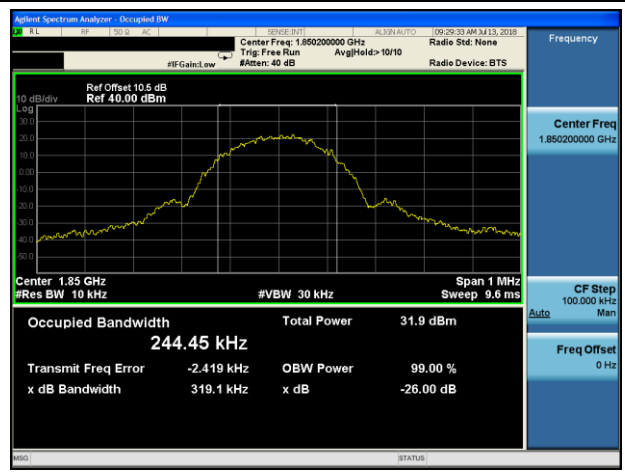 Agilent Spectrum Analyzer - Occupied BW
RL RF 50 Ω AC SENSE:INT ALIGN AUTO 09:29:33 AM Jul 13, 2018
Center Freq: 1.850200000 GHz Radio Std: None
Trig: Free Run Avg|Hold:>10/10
#IFGain:Low #Atten: 40 dB Radio Device: BTS
Frequency
Ref Offset 10.5 dB
10 dB/div Ref 40.00 dBm
Log
30.0
20.0
10.0
0.00
-10.0
-20.0
-30.0
-40.0
-50.0
Center 1.85 GHz Span 1 MHz
#Res BW 10 kHz #VBW 30 kHz Sweep 9.6 ms
Occupied Bandwidth Total Power 31.9 dBm
244.45 kHz
Transmit Freq Error -2.419 kHz OBW Power 99.00 %
x dB Bandwidth 319.1 kHz x dB -26.00 dB
Center Freq
1.850200000 GHz
CF Step
100.000 kHz
Auto Man
Freq Offset
0 Hz
MSG STATUS